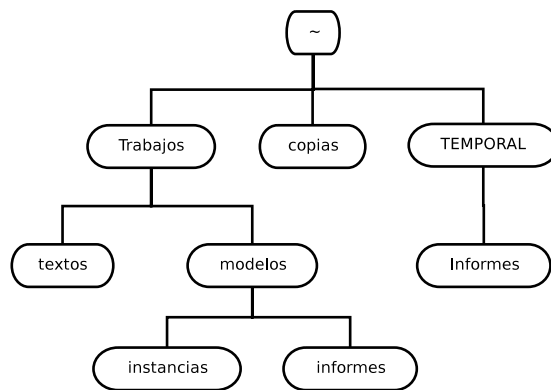 ~
Trabajos
copias
TEMPORAL
textos
modelos
Informes
instancias
informes